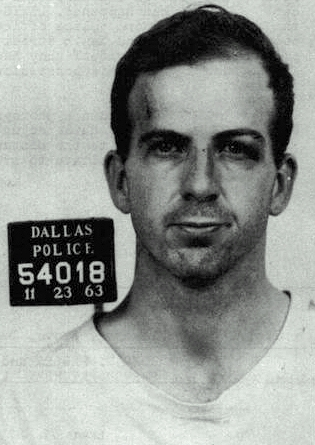 DALLAS
POLICE
54018
11 23 63